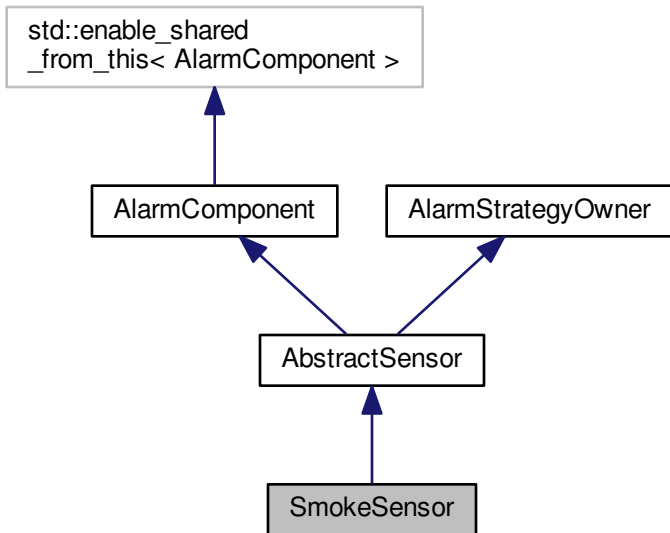 std::enable_shared
_from_this< AlarmComponent >
AlarmComponent
AlarmStrategyOwner
AbstractSensor
SmokeSensor